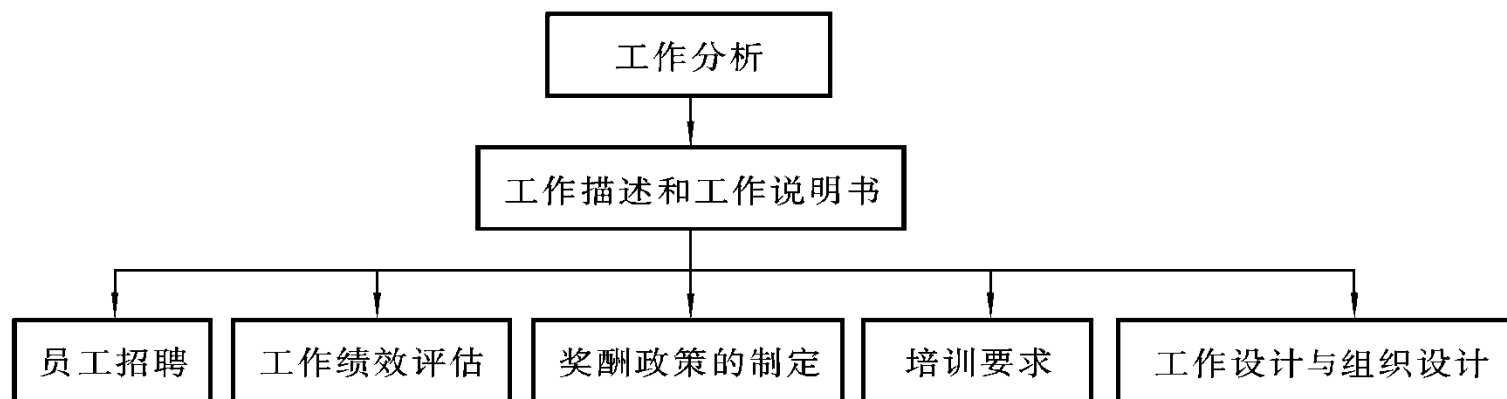 工作分析
工作描述和工作说明书
员工招聘
工作绩效评估
奖酬政策的制定
培训要求
工作设计与组织设计